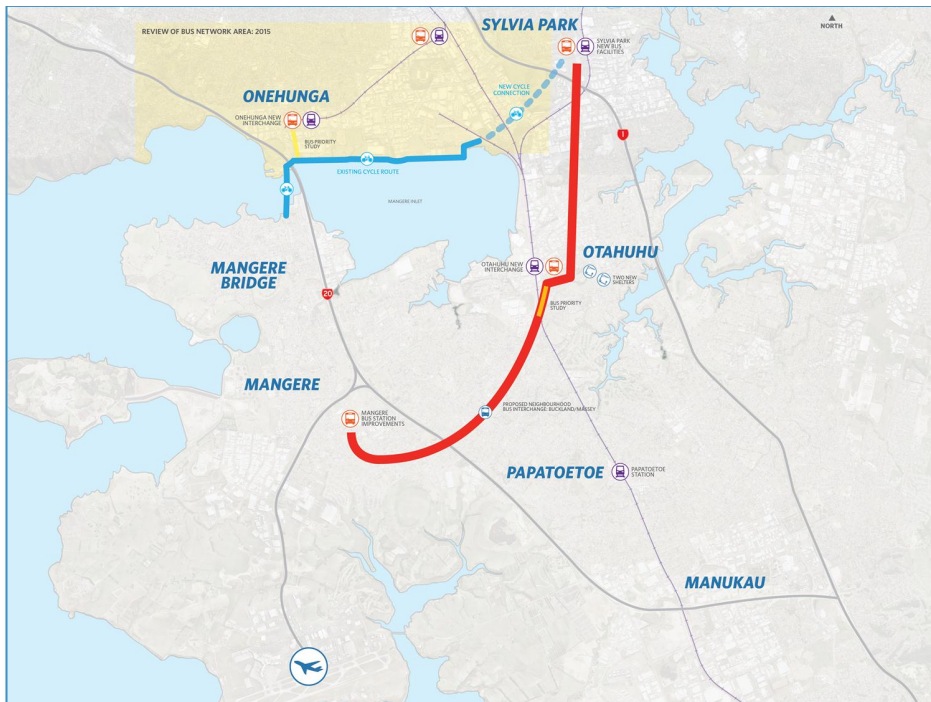 REVIEW OF BUS NETWORK AREA: 2015
SYLVIA PARK
NORTH
SYLVIA PARK
NEW BUS
FACILITIES
NEW CYCLE
CONNECTION
ONEHUNGA
ONEHUNGA NEW
INTERCHANGE
BUS PRIORITY
STUDY
1
EXISTING CYCLE ROUTE
MANGERE INLET
OTAHUHU
OTAHUHU NEW
INTERCHANGE
TWO NEW
SHELTERS
MANGERE
BRIDGE
20
BUS PRIORITY
STUDY
MANGERE
MANGERE
BUS STATION
IMPROVEMENTS
PROPOSED NEIGHBOURHOOD
BUS INTERCHANGE: BUCKLAND/MASSEY
PAPATOETOE
PAPATOETOE
STATION
MANUKAU